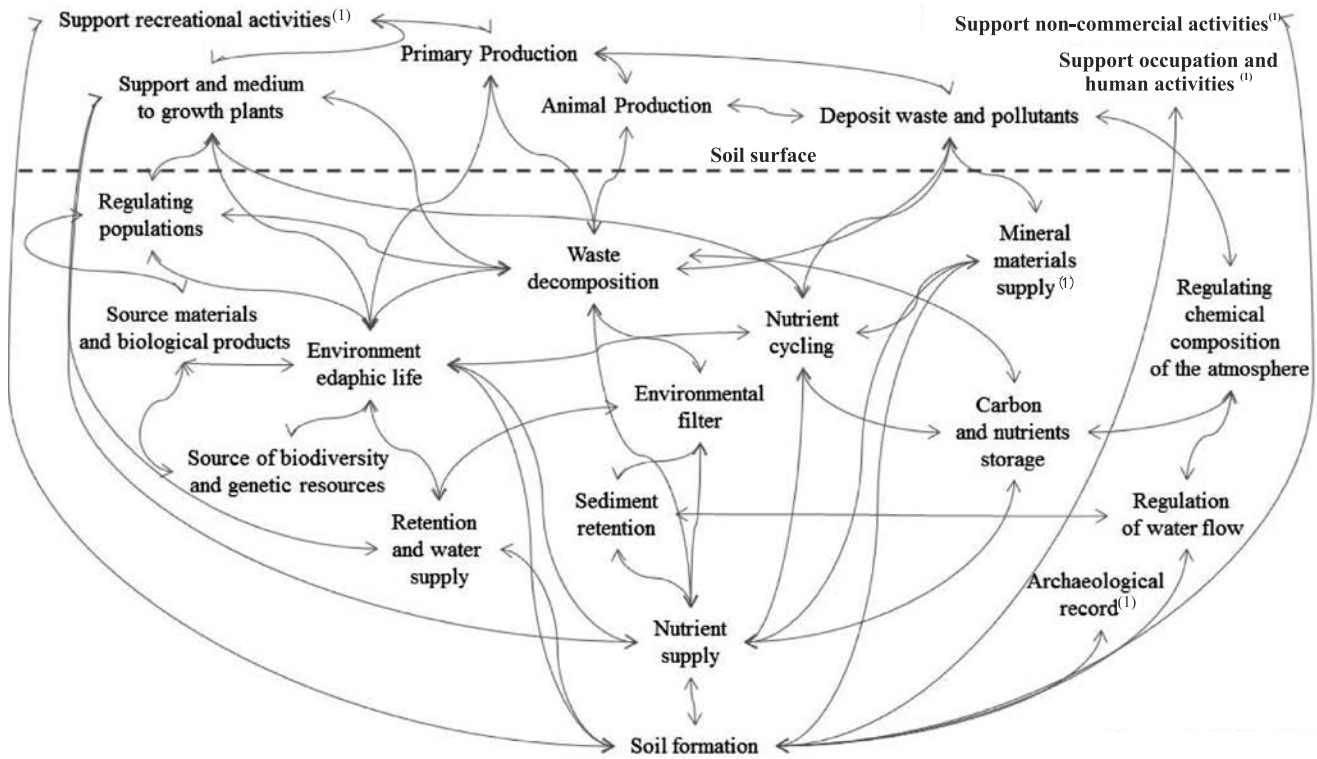 Support recreational activities(1)
Support non-commercial activities(1)
Primary Production
Support occupation and
human activities (1)
Support and medium
to growth plants
Animal Production
Deposit waste and pollutants
Soil surface
Regulating
populations
Waste
decomposition
Mineral
materials
supply(1)
Source materials
and biological products
Regulating
chemical
composition
of the atmosphere
Nutrient
cycling
Environment
edaphic life
Environmental
filter
Carbon
and nutrients
storage
Source of biodiversity
and genetic resources
Sediment
retention
Regulation
of water flow
Retention
and water
supply
Archaeological
record(1)
Nutrient
supply
Soil formation